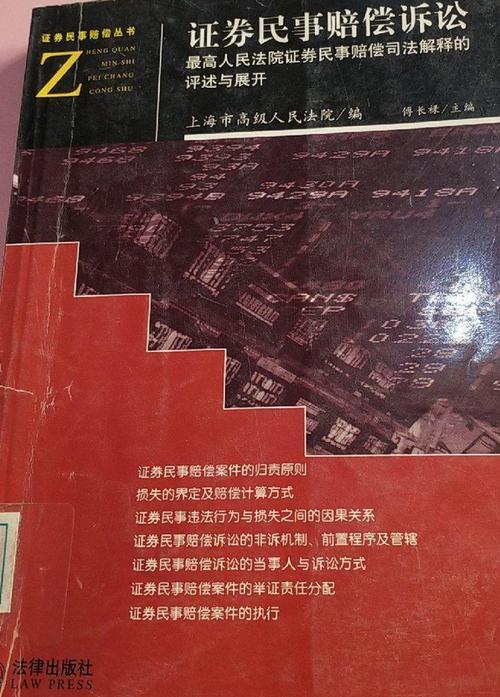 证券民事赔偿丛书
Z
HENG QUAN
MIN SHI
PEI CHANG
CONG SHU
证券民事赔偿诉讼
最高人民法院证券民事赔偿司法解释的
评述与展开
上海市高级人民法院/编
傅长禄/主编
9429A
9418A
9430A
证券民事赔偿案件的归责原则
损失的界定及赔偿计算方式
证券民事违法行为与损失之间的因果关系
证券民事赔偿诉讼的非诉机制、前置程序及管辖
证券民事赔偿诉讼的当事人与诉讼方式
证券民事赔偿案件的举证责任分配
证券民事赔偿案件的执行
法律出版社
LAW PRESS